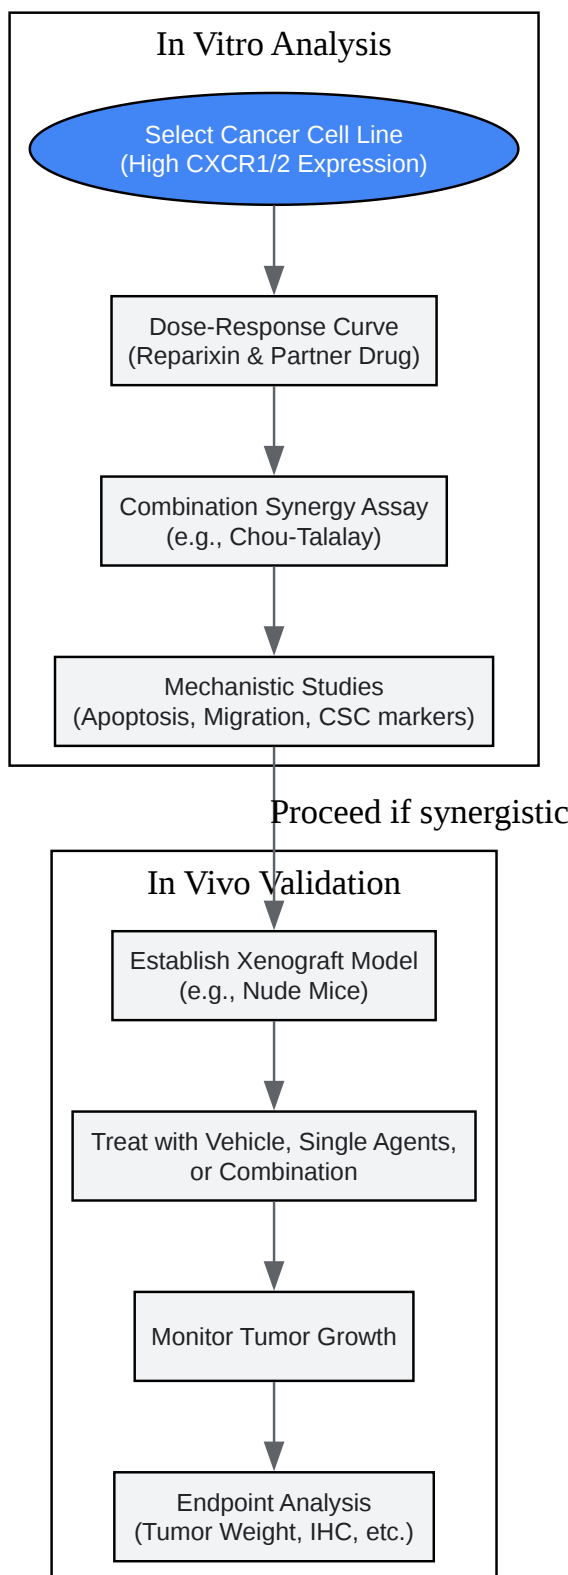 In Vitro Analysis
Select Cancer Cell Line
(High CXCR1/2 Expression)
Dose-Response Curve
(Reparixin & Partner Drug)
Combination Synergy Assay
(e.g., Chou-Talalay)
Mechanistic Studies
(Apoptosis, Migration, CSC markers)
Proceed if synergistic
In Vivo Validation
Establish Xenograft Model
(e.g., Nude Mice)
Treat with Vehicle, Single Agents,
or Combination
Monitor Tumor Growth
Endpoint Analysis
(Tumor Weight, IHC, etc.)